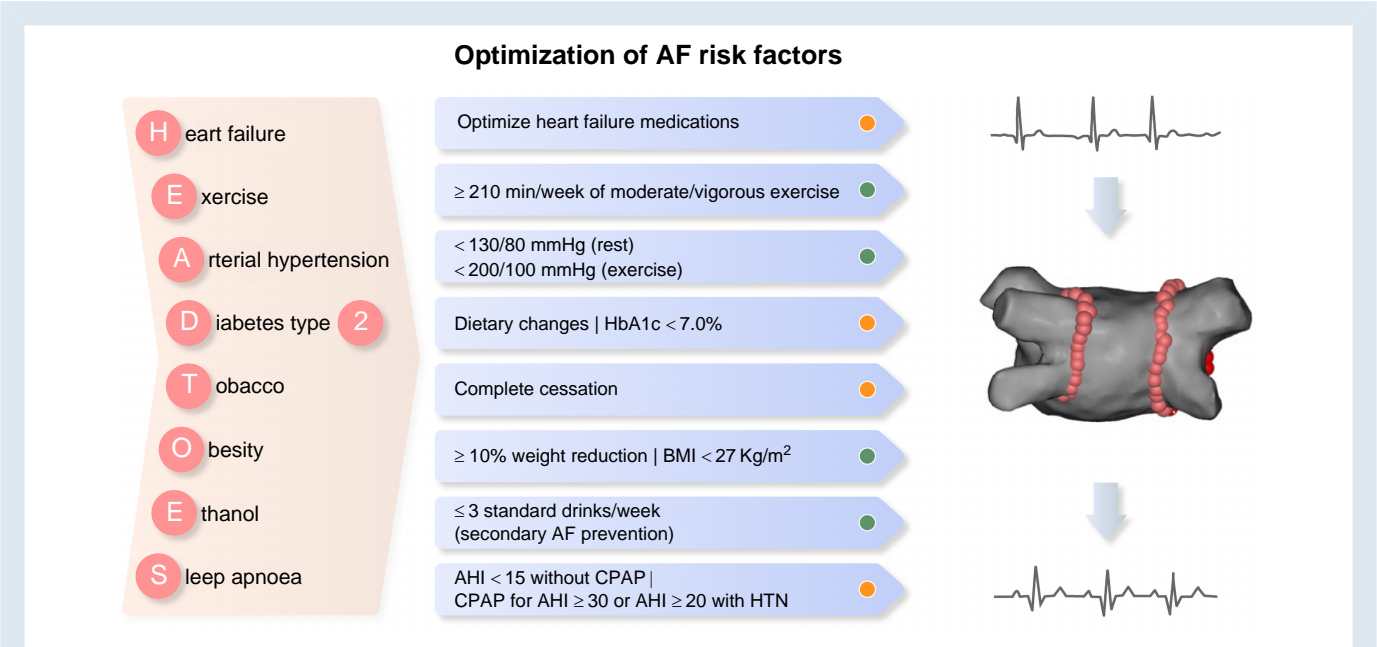 Optimization of AF risk factors
Heart failure
Optimize heart failure medications
Exercise
≥ 210 min/week of moderate/vigorous exercise
Arterial hypertension
< 130/80 mmHg (rest)
< 200/100 mmHg (exercise)
Diabetes type 2
Dietary changes | HbA1c < 7.0%
Tobacco
Complete cessation
Obesity
≥ 10% weight reduction | BMI < 27 Kg/m²
Ethanol
≤ 3 standard drinks/week
(secondary AF prevention)
Sleep apnoea
AHI < 15 without CPAP |
CPAP for AHI ≥ 30 or AHI ≥ 20 with HTN